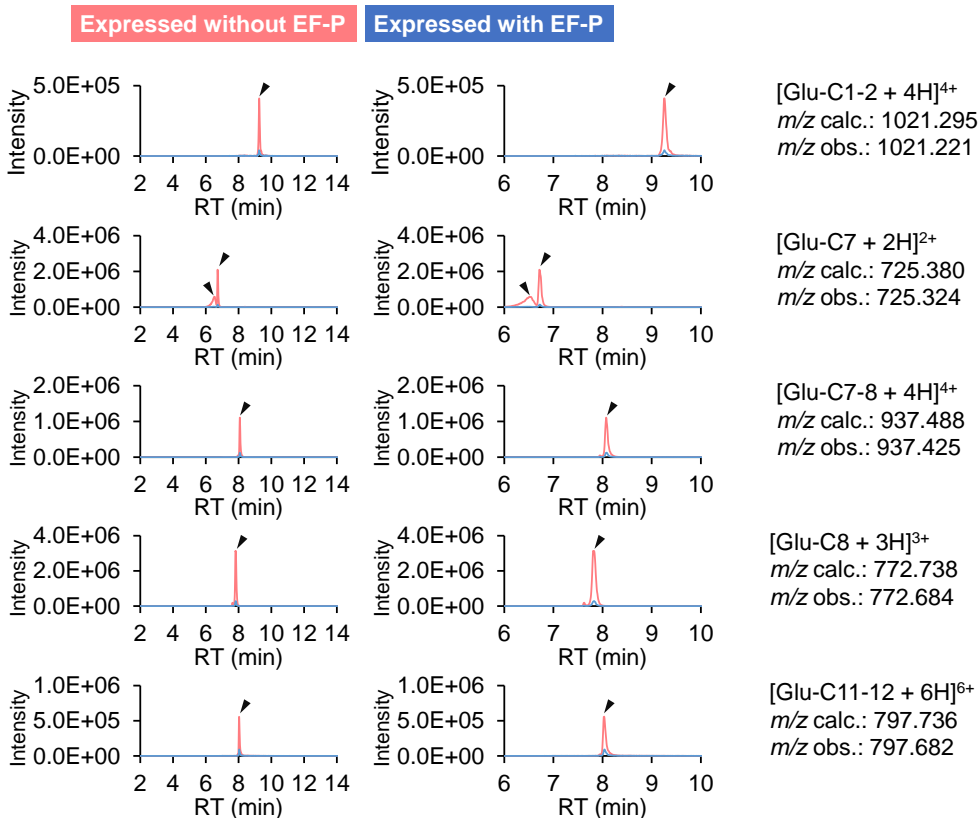 Expressed without EF-P Expressed with EF-P
Intensity 5.0E+05 0.0E+00 2 4 6 8 10 12 14 RT (min)
Intensity 5.0E+05 0.0E+00 6 7 8 9 10 RT (min)
[Glu-C1-2 + 4H]⁴⁺
m/z calc.: 1021.295
m/z obs.: 1021.221
Intensity 4.0E+06 2.0E+06 0.0E+00 2 4 6 8 10 12 14 RT (min)
Intensity 4.0E+06 2.0E+06 0.0E+00 6 7 8 9 10 RT (min)
[Glu-C7 + 2H]²⁺
m/z calc.: 725.380
m/z obs.: 725.324
Intensity 2.0E+06 1.0E+06 0.0E+00 2 4 6 8 10 12 14 RT (min)
Intensity 2.0E+06 1.0E+06 0.0E+00 6 7 8 9 10 RT (min)
[Glu-C7-8 + 4H]⁴⁺
m/z calc.: 937.488
m/z obs.: 937.425
Intensity 4.0E+06 2.0E+06 0.0E+00 2 4 6 8 10 12 14 RT (min)
Intensity 4.0E+06 2.0E+06 0.0E+00 6 7 8 9 10 RT (min)
[Glu-C8 + 3H]³⁺
m/z calc.: 772.738
m/z obs.: 772.684
Intensity 1.0E+06 5.0E+05 0.0E+00 2 4 6 8 10 12 14 RT (min)
Intensity 1.0E+06 5.0E+05 0.0E+00 6 7 8 9 10 RT (min)
[Glu-C11-12 + 6H]⁶⁺
m/z calc.: 797.736
m/z obs.: 797.682